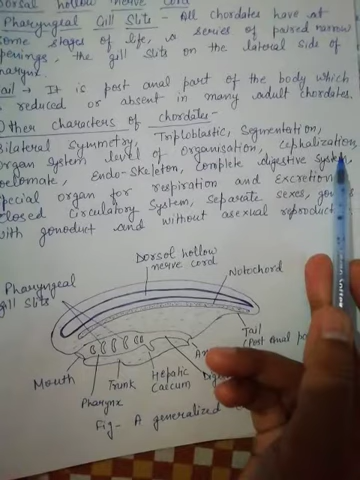 Dorsal hollow nerve cord
Pharyngeal Gill Slits - All chordates have at
some stages of life, a series of paired narrow
openings, the gill slits on the lateral side of
pharynx.
Tail → It is post anal part of the body which
is reduced or absent in many adult chordates.
Other characters of chordates-
Bilateral symmetry, Triploblastic, Segmentation,
organ system level of organisation, cephalization,
coelomate, Endo-skeleton, complete digestive system,
special organ for respiration and excretion
closed circulatory system, separate sexes,
with gonoduct and without asexual
Dorsal hollow
nerve cord
Notochord
Pharyngeal
gill slits
Tail
(Post anal
Mouth
Pharynx
Trunk
Hepatic
Caecum
Fig- A generalized